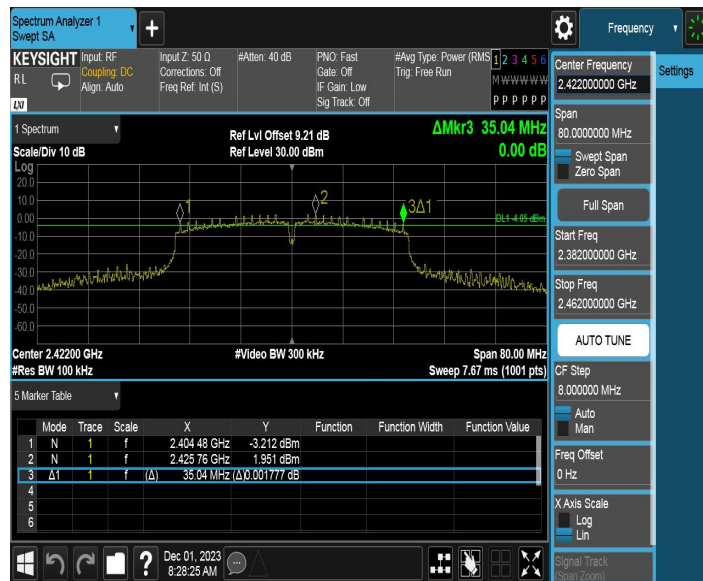 Spectrum Analyzer 1
Swept SA
Frequency
KEYSIGHT
RL
LXI
Input: RF
Coupling: DC
Align: Auto
Input Z: 50 Ω
Corrections: Off
Freq Ref: Int (S)
#Atten: 40 dB
PNO: Fast
Gate: Off
IF Gain: Low
Sig Track: Off
#Avg Type: Power (RMS
Trig: Free Run
1 2 3 4 5 6
M W W W W W
P P P P P P
Center Frequency
2.422000000 GHz
Settings
Span
80.0000000 MHz
Swept Span
Zero Span
Full Span
Start Freq
2.382000000 GHz
Stop Freq
2.462000000 GHz
AUTO TUNE
CF Step
8.000000 MHz
Auto
Man
Freq Offset
0 Hz
X Axis Scale
Log
Lin
Signal Track
(Span Zoom)
1 Spectrum
Scale/Div 10 dB
Ref Lvl Offset 9.21 dB
Ref Level 30.00 dBm
ΔMkr3 35.04 MHz
0.00 dB
Log
20.0
10.0
0.00
-10.0
-20.0
-30.0
-40.0
-50.0
-60.0
1
2
3Δ1
DL1 -4.05 dBm
Center 2.42200 GHz
#Res BW 100 kHz
#Video BW 300 kHz
Span 80.00 MHz
Sweep 7.67 ms (1001 pts)
5 Marker Table
Mode Trace Scale X Y Function Function Width Function Value
1 N 1 f 2.404 48 GHz -3.212 dBm
2 N 1 f 2.425 76 GHz 1.951 dBm
3 Δ1 1 f (Δ) 35.04 MHz (Δ)0.001777 dB
4
5
6
?
Dec 01, 2023
8:28:25 AM